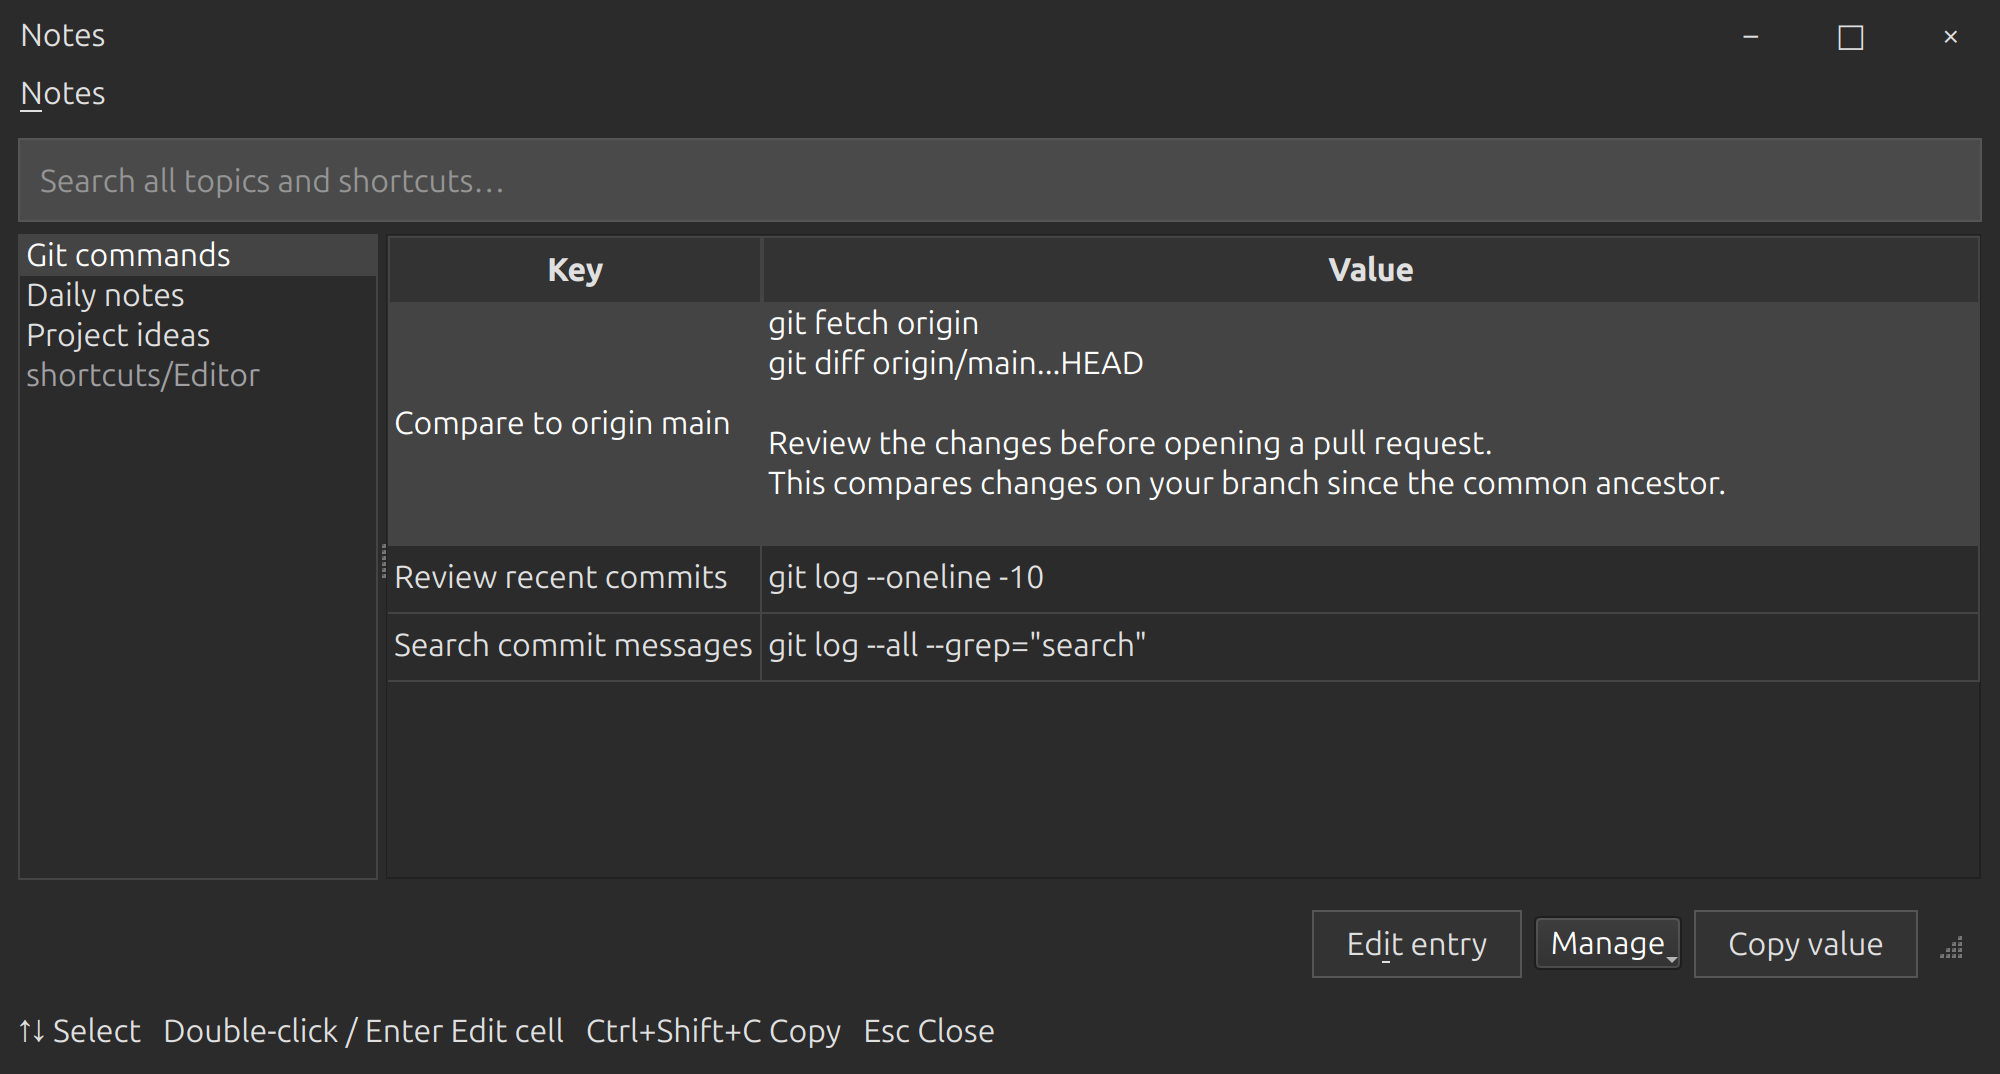 Notes
Notes
Search all topics and shortcuts...
Git commands
Daily notes
Project ideas
shortcuts/Editor
Key Value
Compare to origin main
git fetch origin
git diff origin/main...HEAD
Review the changes before opening a pull request.
This compares changes on your branch since the common ancestor.
Review recent commits git log --oneline -10
Search commit messages git log --all --grep="search"
Edit entry Manage Copy value
↑↓ Select Double-click / Enter Edit cell Ctrl+Shift+C Copy Esc Close